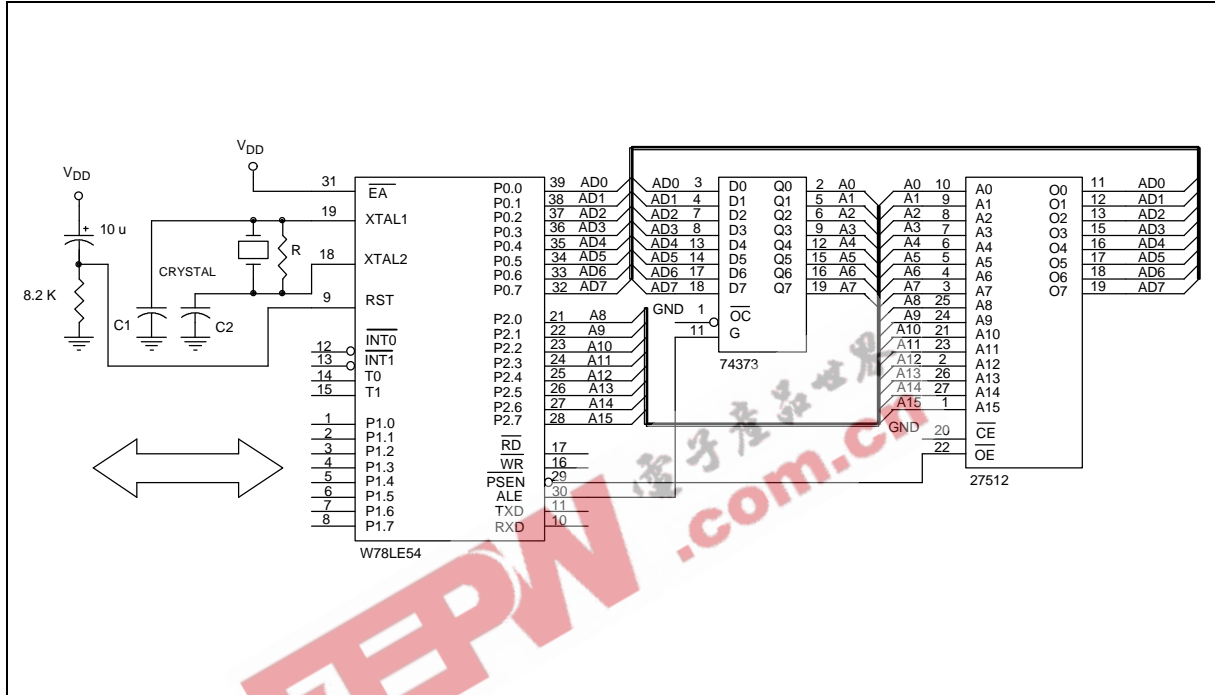 VDD
VDD
10 u
8.2 K
C1
CRYSTAL
C2
R
31 EA
19 XTAL1
18 XTAL2
9 RST
12 INT0
13 INT1
14 T0
15 T1
1 P1.0
2 P1.1
3 P1.2
4 P1.3
5 P1.4
6 P1.5
7 P1.6
8 P1.7
P0.0 39 AD0
P0.1 38 AD1
P0.2 37 AD2
P0.3 36 AD3
P0.4 35 AD4
P0.5 34 AD5
P0.6 33 AD6
P0.7 32 AD7
P2.0 21 A8
P2.1 22 A9
P2.2 23 A10
P2.3 24 A11
P2.4 25 A12
P2.5 26 A13
P2.6 27 A14
P2.7 28 A15
RD 17
WR 16
PSEN 29
ALE 30
TXD 11
RXD 10
W78LE54
AD0 3 D0 Q0 2 A0
AD1 4 D1 Q1 5 A1
AD2 7 D2 Q2 6 A2
AD3 8 D3 Q3 9 A3
AD4 13 D4 Q4 12 A4
AD5 14 D5 Q5 15 A5
AD6 17 D6 Q6 16 A6
AD7 18 D7 Q7 19 A7
GND 1 OC
11 G
74373
A0 10 A0 O0 11 AD0
A1 9 A1 O1 12 AD1
A2 8 A2 O2 13 AD2
A3 7 A3 O3 15 AD3
A4 6 A4 O4 16 AD4
A5 5 A5 O5 17 AD5
A6 4 A6 O6 18 AD6
A7 3 A7 O7 19 AD7
A8 25 A8
A9 24 A9
A10 21 A10
A11 23 A11
A12 2 A12
A13 26 A13
A14 27 A14
A15 1 A15
GND 20 CE
22 OE
27512
電子產品世界
EEPW .com.cn